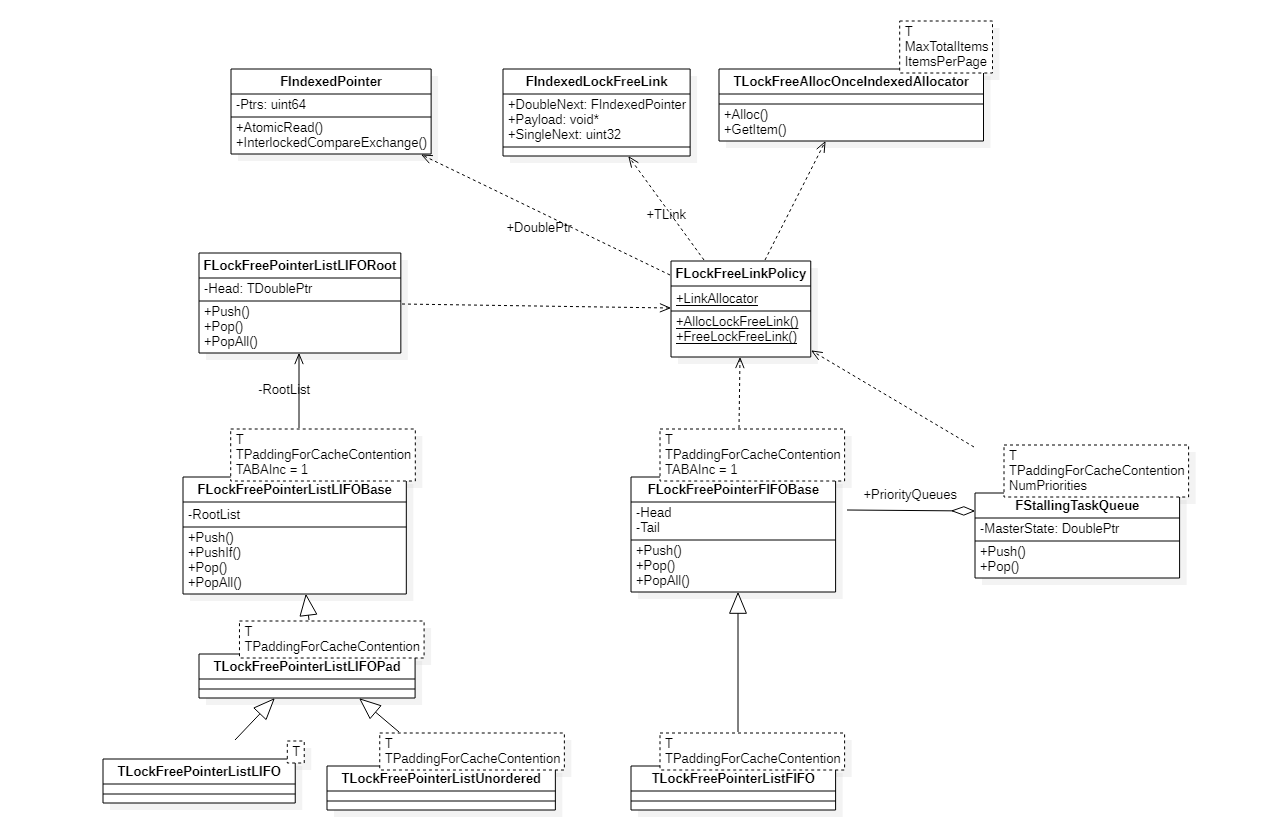 T
MaxTotalItems
ItemsPerPage
FIndexedPointer
-Ptrs: uint64
+AtomicRead()
+InterlockedCompareExchange()
FIndexedLockFreeLink
+DoubleNext: FIndexedPointer
+Payload: void*
+SingleNext: uint32
TLockFreeAllocOnceIndexedAllocator
+Alloc()
+GetItem()
+DoublePtr
+TLink
FLockFreePointerListLIFORoot
-Head: TDoublePtr
+Push()
+Pop()
+PopAll()
FLockFreeLinkPolicy
+LinkAllocator
+AllocLockFreeLink()
+FreeLockFreeLink()
-RootList
T
TPaddingForCacheContention
TABAInc = 1
FLockFreePointerListLIFOBase
-RootList
+Push()
+PushIf()
+Pop()
+PopAll()
T
TPaddingForCacheContention
TABAInc = 1
FLockFreePointerFIFOBase
-Head
-Tail
+Push()
+Pop()
+PopAll()
+PriorityQueues
T
TPaddingForCacheContention
NumPriorities
FStallingTaskQueue
-MasterState: DoublePtr
+Push()
+Pop()
T
TPaddingForCacheContention
TLockFreePointerListLIFOPad
T
TLockFreePointerListLIFO
T
TPaddingForCacheContention
TLockFreePointerListUnordered
T
TPaddingForCacheContention
TLockFreePointerListFIFO